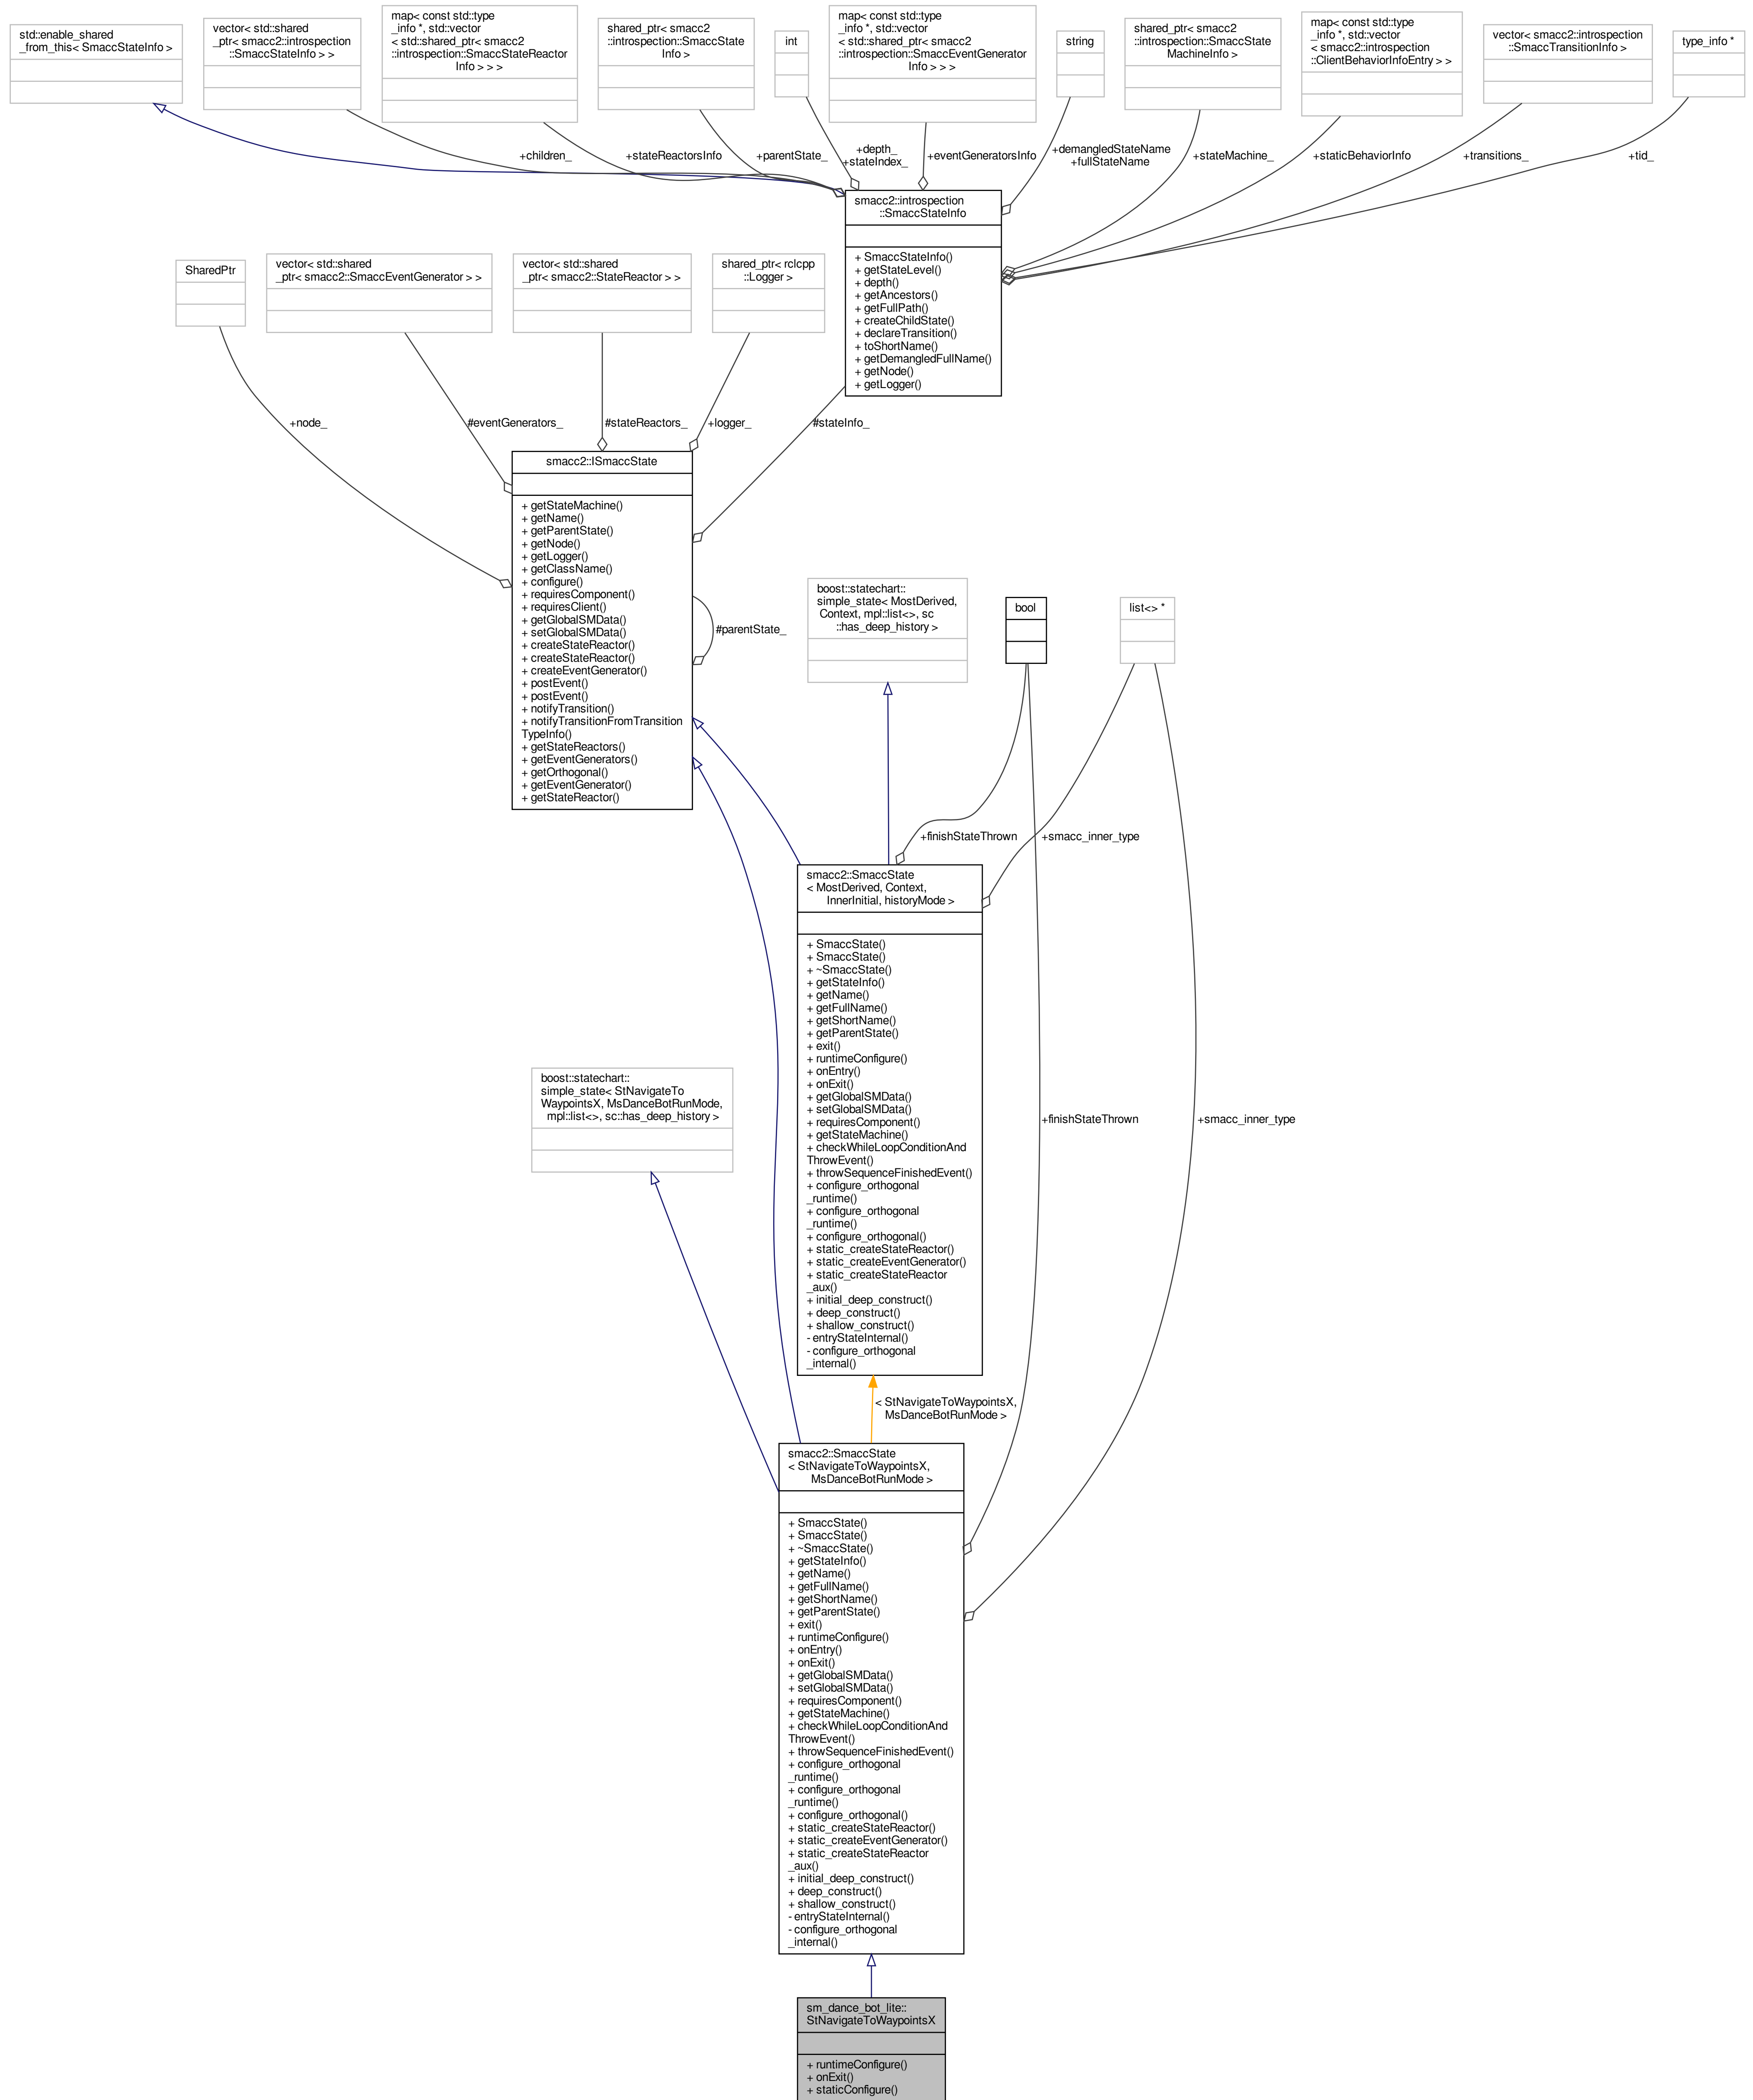 std::enable_shared
_from_this< SmaccStateInfo >
vector< std::shared
_ptr< smacc2::introspection
::SmaccStateInfo > >
map< const std::type
_info *, std::vector
< std::shared_ptr< smacc2
::introspection::SmaccStateReactor
Info > > >
shared_ptr< smacc2
::introspection::SmaccState
Info >
int
map< const std::type
_info *, std::vector
< std::shared_ptr< smacc2
::introspection::SmaccEventGenerator
Info > > >
string
shared_ptr< smacc2
::introspection::SmaccState
MachineInfo >
map< const std::type
_info *, std::vector
< smacc2::introspection
::ClientBehaviorInfoEntry > >
vector< smacc2::introspection
::SmaccTransitionInfo >
type_info *
+children_
+stateReactorsInfo
+parentState_
+depth_
+stateIndex_
+eventGeneratorsInfo
+demangledStateName
+fullStateName
+stateMachine_
+staticBehaviorInfo
+transitions_
+tid_
smacc2::introspection
::SmaccStateInfo
+ SmaccStateInfo()
+ getStateLevel()
+ depth()
+ getAncestors()
+ getFullPath()
+ createChildState()
+ declareTransition()
+ toShortName()
+ getDemangledFullName()
+ getNode()
+ getLogger()
SharedPtr
vector< std::shared
_ptr< smacc2::SmaccEventGenerator > >
vector< std::shared
_ptr< smacc2::StateReactor > >
shared_ptr< rclcpp
::Logger >
+node_
#eventGenerators_
#stateReactors_
+logger_
#stateInfo_
smacc2::ISmaccState
+ getStateMachine()
+ getName()
+ getParentState()
+ getNode()
+ getLogger()
+ getClassName()
+ configure()
+ requiresComponent()
+ requiresClient()
+ getGlobalSMData()
+ setGlobalSMData()
+ createStateReactor()
+ createStateReactor()
+ createEventGenerator()
+ postEvent()
+ postEvent()
+ notifyTransition()
+ notifyTransitionFromTransition
TypeInfo()
+ getStateReactors()
+ getEventGenerators()
+ getOrthogonal()
+ getEventGenerator()
+ getStateReactor()
#parentState_
boost::statechart::
simple_state< MostDerived,
Context, mpl::list<>, sc
::has_deep_history >
bool
list<> *
+finishStateThrown
+smacc_inner_type
smacc2::SmaccState
< MostDerived, Context,
InnerInitial, historyMode >
+ SmaccState()
+ SmaccState()
+ ~SmaccState()
+ getStateInfo()
+ getName()
+ getFullName()
+ getShortName()
+ getParentState()
+ exit()
+ runtimeConfigure()
+ onEntry()
+ onExit()
+ getGlobalSMData()
+ setGlobalSMData()
+ requiresComponent()
+ getStateMachine()
+ checkWhileLoopConditionAnd
ThrowEvent()
+ throwSequenceFinishedEvent()
+ configure_orthogonal
_runtime()
+ configure_orthogonal
_runtime()
+ configure_orthogonal()
+ static_createStateReactor()
+ static_createEventGenerator()
+ static_createStateReactor
_aux()
+ initial_deep_construct()
+ deep_construct()
+ shallow_construct()
- entryStateInternal()
- configure_orthogonal
_internal()
boost::statechart::
simple_state< StNavigateTo
WaypointsX, MsDanceBotRunMode,
mpl::list<>, sc::has_deep_history >
+finishStateThrown
+smacc_inner_type
< StNavigateToWaypointsX,
MsDanceBotRunMode >
smacc2::SmaccState
< StNavigateToWaypointsX,
MsDanceBotRunMode >
+ SmaccState()
+ SmaccState()
+ ~SmaccState()
+ getStateInfo()
+ getName()
+ getFullName()
+ getShortName()
+ getParentState()
+ exit()
+ runtimeConfigure()
+ onEntry()
+ onExit()
+ getGlobalSMData()
+ setGlobalSMData()
+ requiresComponent()
+ getStateMachine()
+ checkWhileLoopConditionAnd
ThrowEvent()
+ throwSequenceFinishedEvent()
+ configure_orthogonal
_runtime()
+ configure_orthogonal
_runtime()
+ configure_orthogonal()
+ static_createStateReactor()
+ static_createEventGenerator()
+ static_createStateReactor
_aux()
+ initial_deep_construct()
+ deep_construct()
+ shallow_construct()
- entryStateInternal()
- configure_orthogonal
_internal()
sm_dance_bot_lite::
StNavigateToWaypointsX
+ runtimeConfigure()
+ onExit()
+ staticConfigure()